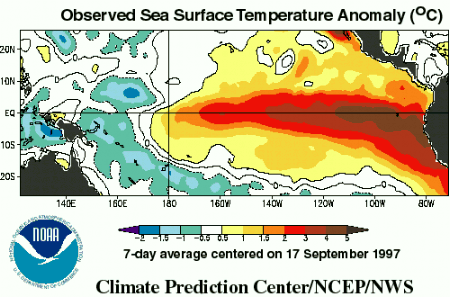 Observed Sea Surface Temperature Anomaly (°C)
20N
10N
EQ
10S
20S
140E 160E 180 160W 140W 120W 100W 80W
NOAA
-2 -1.5 -1 -0.5 0.5 1 1.5 2 3 4 5
7-day average centered on 17 September 1997
Climate Prediction Center/NCEP/NWS